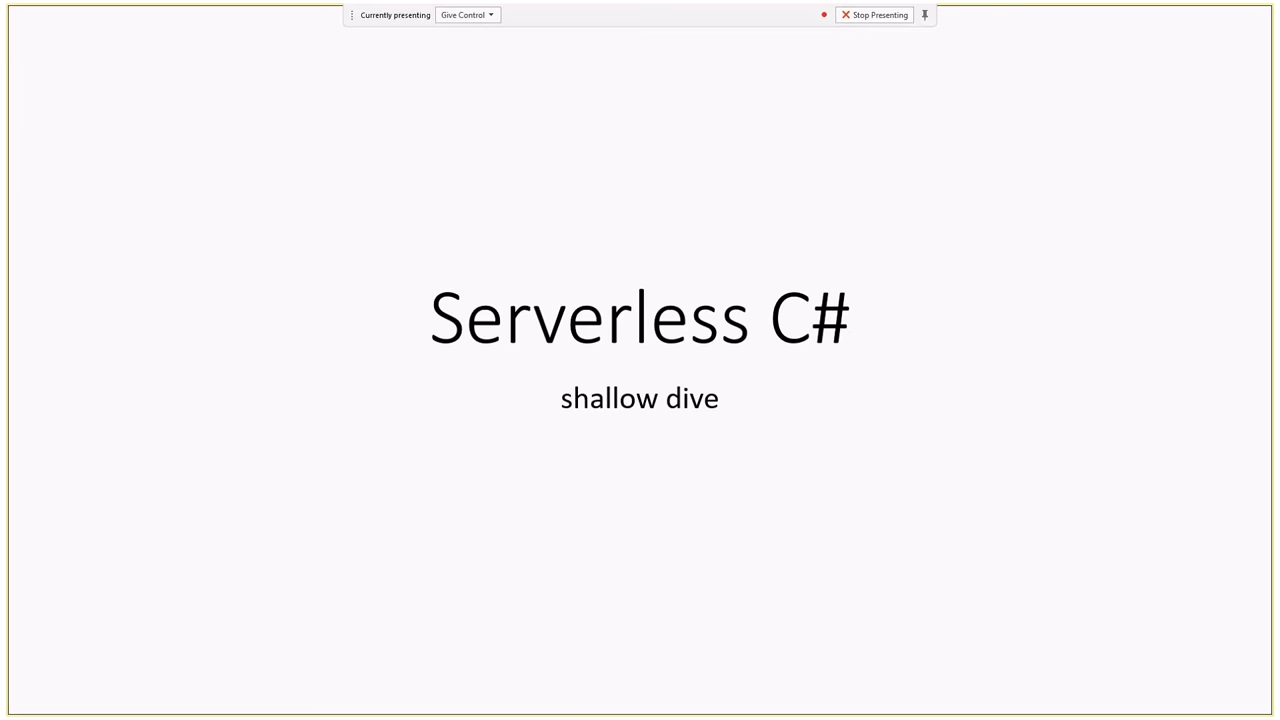 Currently presenting Give Control Stop Presenting
Serverless C#
shallow dive